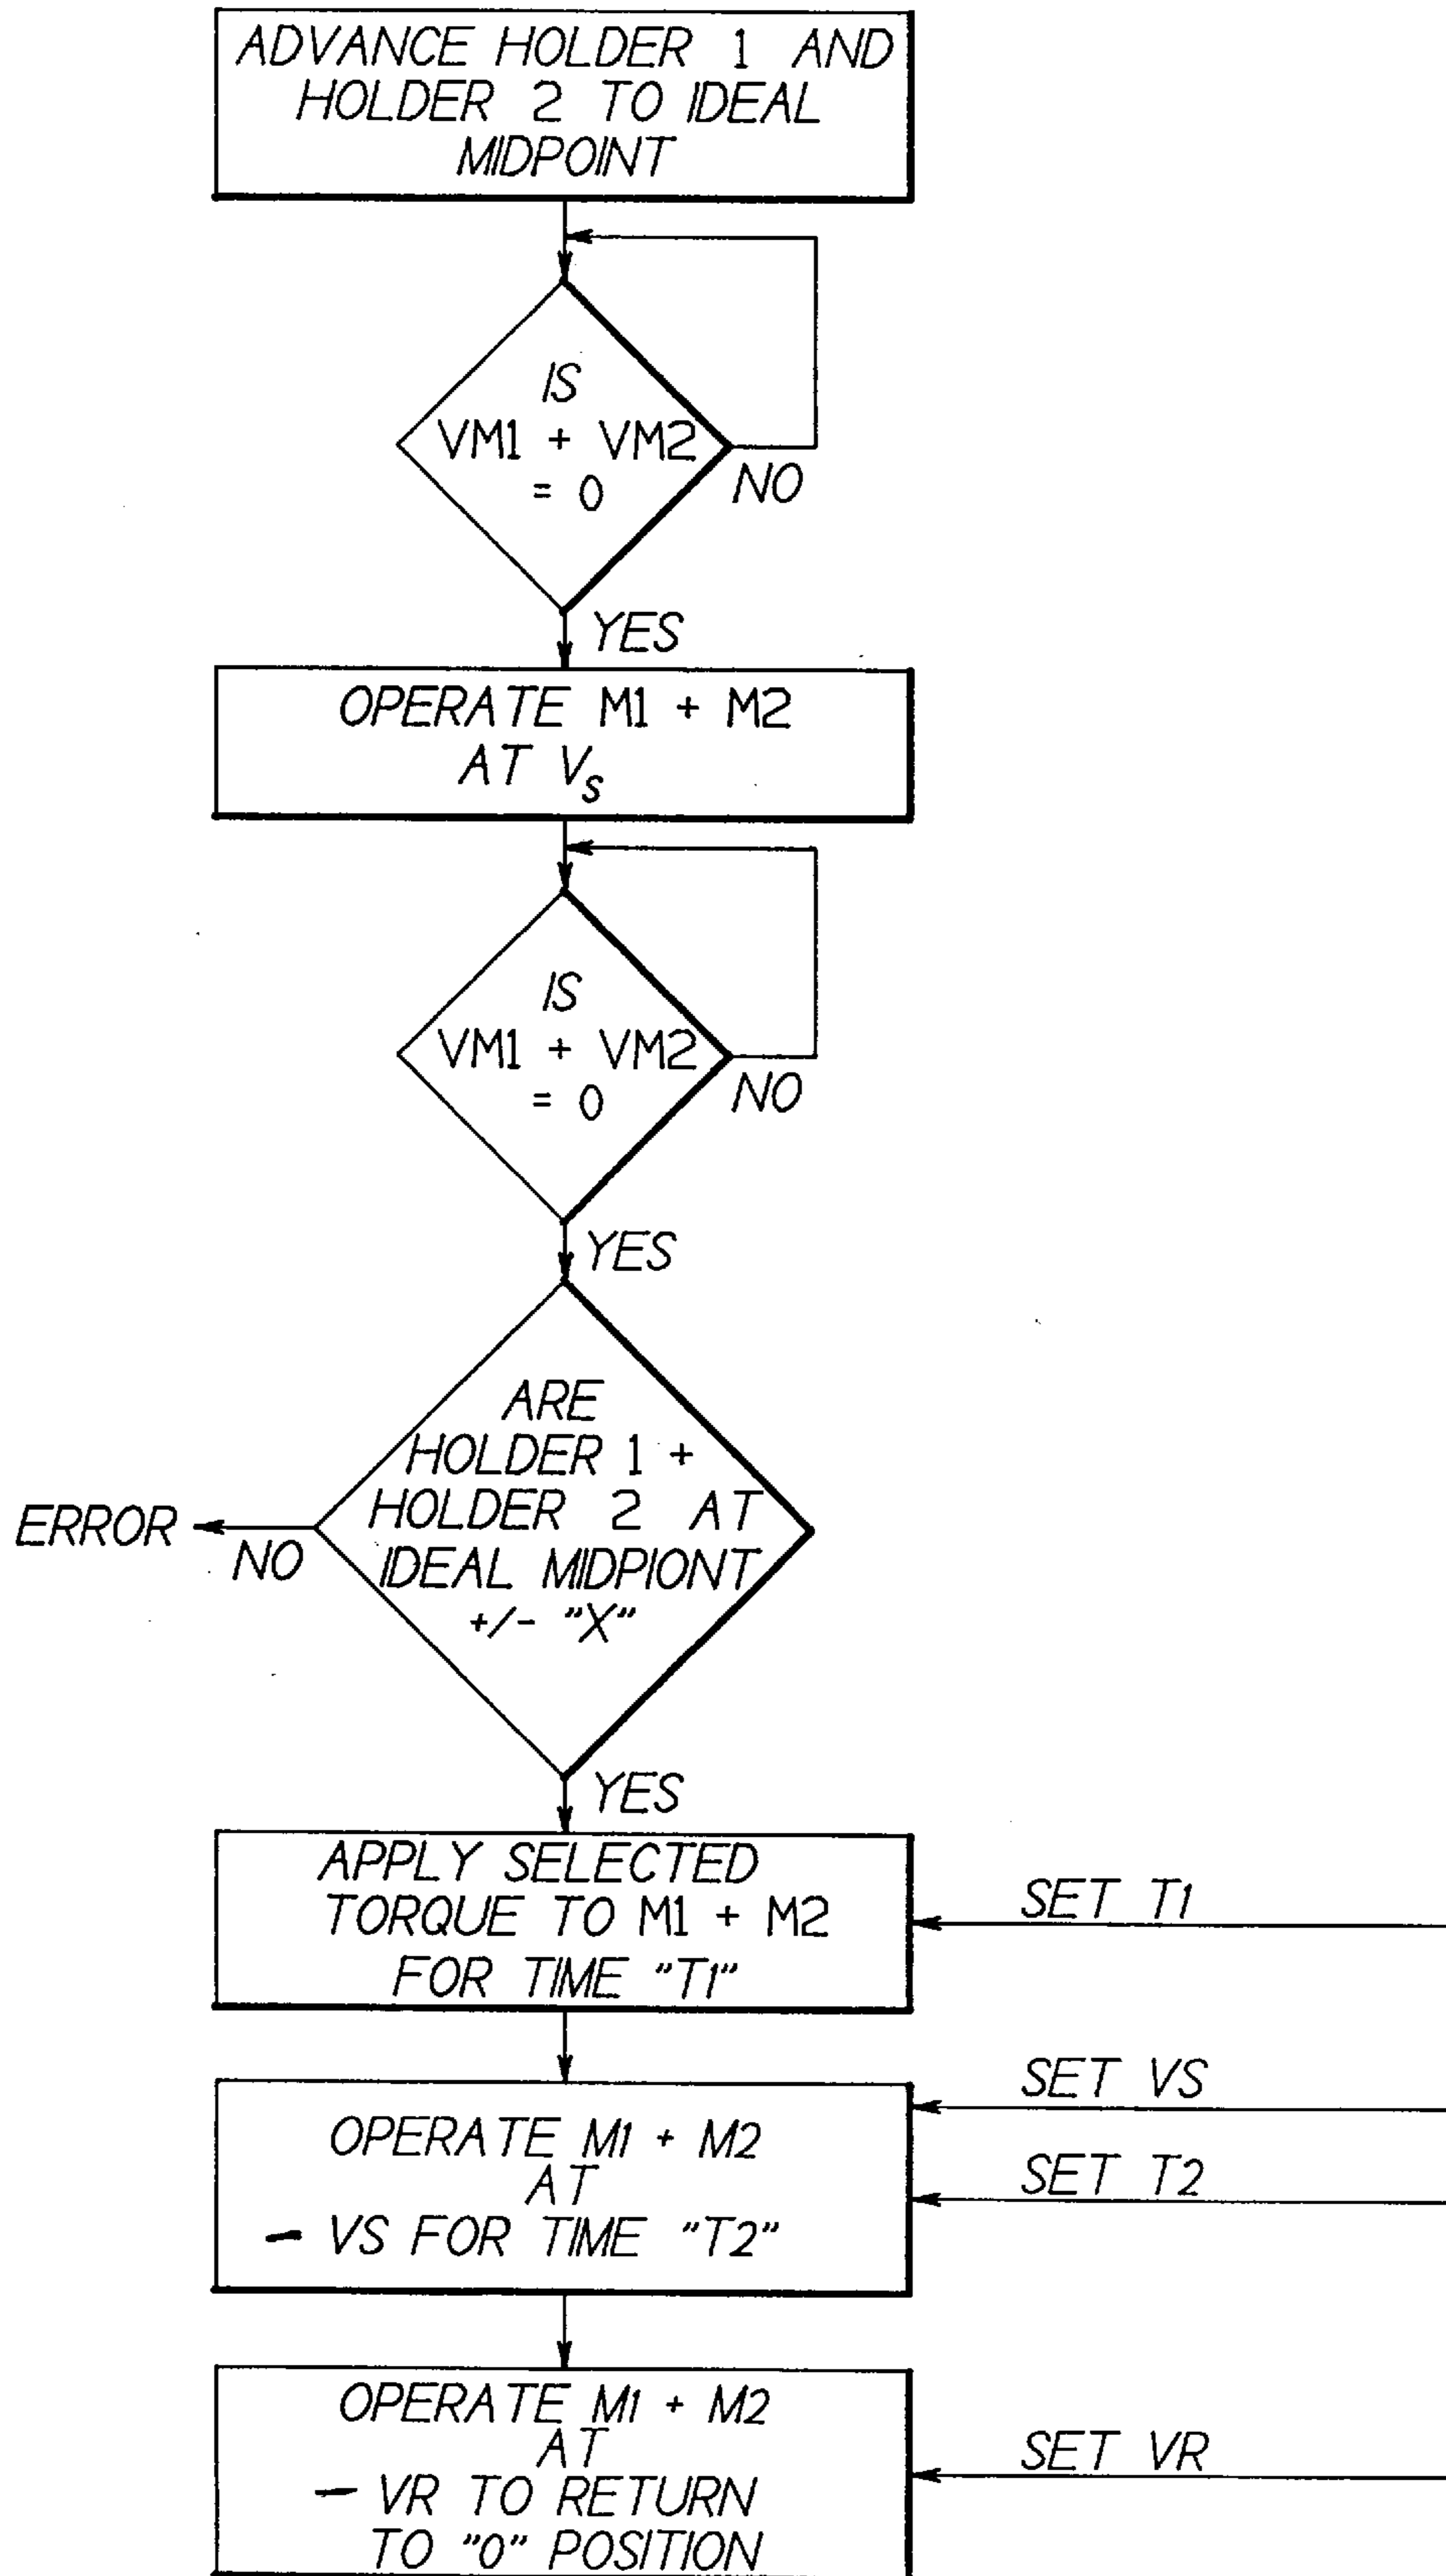 ADVANCE HOLDER 1 AND
HOLDER 2 TO IDEAL
MIDPOINT
IS
VM1 + VM2
= 0
NO
YES
OPERATE M1 + M2
AT Vs
IS
VM1 + VM2
= 0
NO
YES
ARE
HOLDER 1 +
HOLDER 2 AT
IDEAL MIDPIONT
+/- "X"
ERROR
NO
YES
APPLY SELECTED
TORQUE TO M1 + M2
FOR TIME "T1"
SET T1
OPERATE M1 + M2
AT
- VS FOR TIME "T2"
SET VS
SET T2
OPERATE M1 + M2
AT
- VR TO RETURN
TO "0" POSITION
SET VR